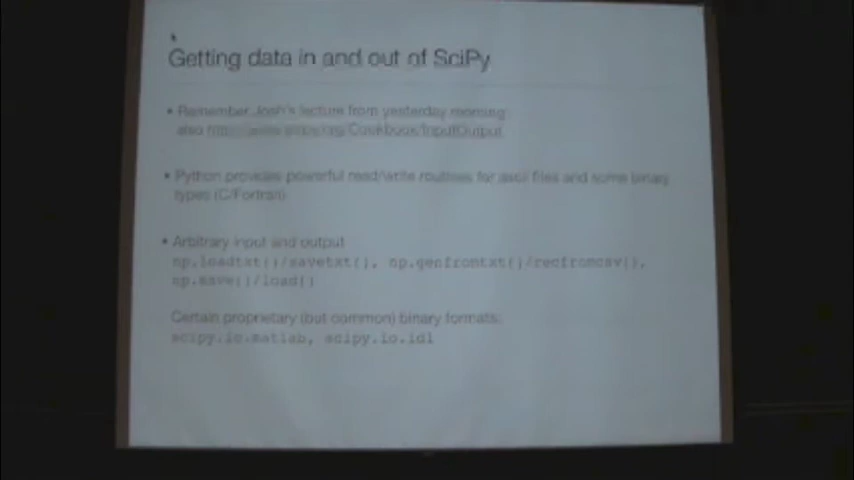 Getting data in and out of SciPy
• Remember Josh's lecture from yesterday morning
also /Cookbook/InputOutput
• Python provides powerful read/write routines for ascii files and some binary
types (C/Fortran)
• Arbitrary input and output
np.loadtxt()/savetxt(), np.genfromtxt()/recfromcsv(),
np.save()/load()
Certain proprietary (but common) binary formats:
scipy.io.matlab, scipy.io.idl